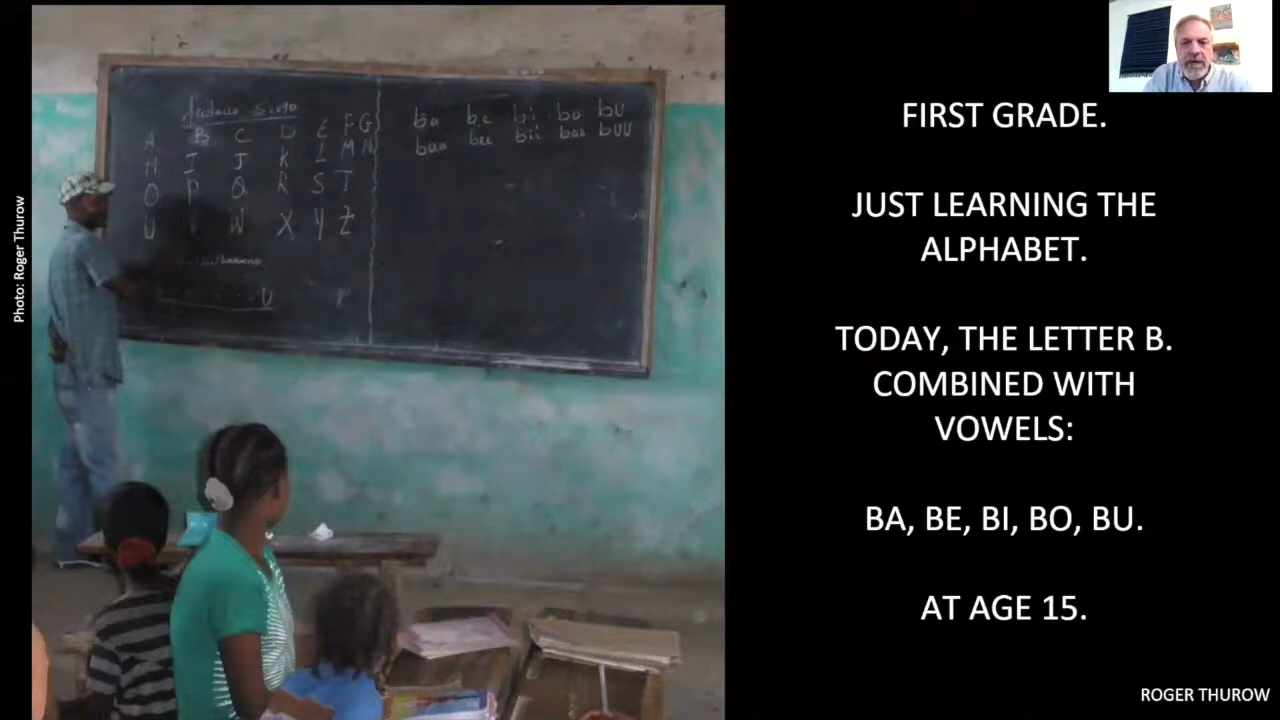 Photo: Roger Thurow
A B C D E F G
H I J K L M N
O P Q R S T
U W X Y Z
ba be bi bo bu
baa bee bii boo buu
FIRST GRADE.
JUST LEARNING THE
ALPHABET.
TODAY, THE LETTER B.
COMBINED WITH
VOWELS:
BA, BE, BI, BO, BU.
AT AGE 15.
ROGER THUROW